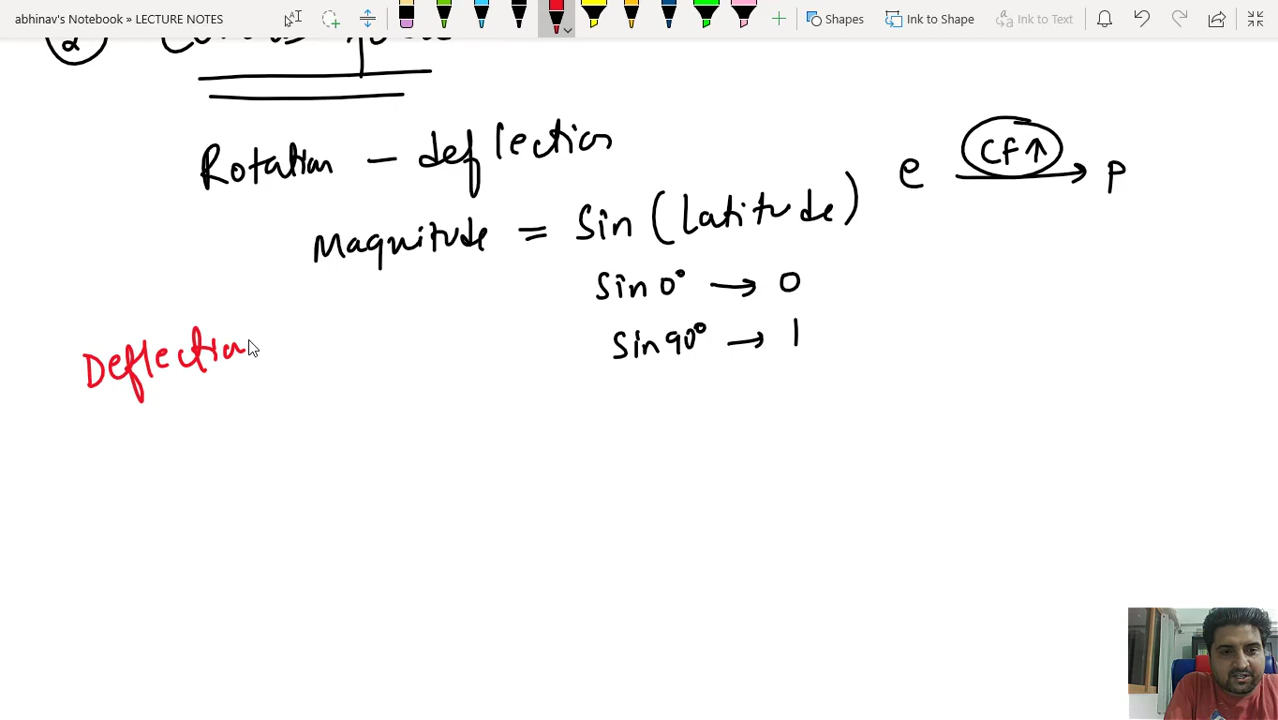 abhinav's Notebook » LECTURE NOTES
Shapes
Ink to Shape
Ink to Text
2
Rotation - deflection
Cf↑
e → p
Magnitude = Sin (latitude)
Sin 0° → 0
Sin 90° → 1
Deflection